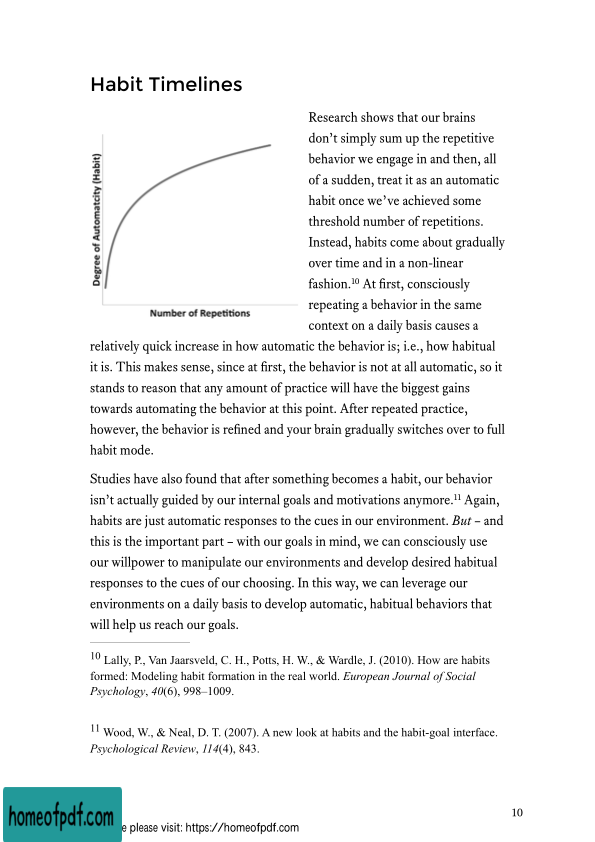 Habit Timelines
Degree of Automatcity (Habit)
Number of Repetitions
Research shows that our brains
don’t simply sum up the repetitive
behavior we engage in and then, all
of a sudden, treat it as an automatic
habit once we’ve achieved some
threshold number of repetitions.
Instead, habits come about gradually
over time and in a non-linear
fashion.¹⁰ At first, consciously
repeating a behavior in the same
context on a daily basis causes a
relatively quick increase in how automatic the behavior is; i.e., how habitual
it is. This makes sense, since at first, the behavior is not at all automatic, so it
stands to reason that any amount of practice will have the biggest gains
towards automating the behavior at this point. After repeated practice,
however, the behavior is refined and your brain gradually switches over to full
habit mode.
Studies have also found that after something becomes a habit, our behavior
isn’t actually guided by our internal goals and motivations anymore.¹¹ Again,
habits are just automatic responses to the cues in our environment. But – and
this is the important part – with our goals in mind, we can consciously use
our willpower to manipulate our environments and develop desired habitual
responses to the cues of our choosing. In this way, we can leverage our
environments on a daily basis to develop automatic, habitual behaviors that
will help us reach our goals.
10 Lally, P., Van Jaarsveld, C. H., Potts, H. W., & Wardle, J. (2010). How are habits
formed: Modeling habit formation in the real world. European Journal of Social
Psychology, 40(6), 998–1009.
11 Wood, W., & Neal, D. T. (2007). A new look at habits and the habit-goal interface.
Psychological Review, 114(4), 843.
10
homeofpdf.com
please visit: https://homeofpdf.com